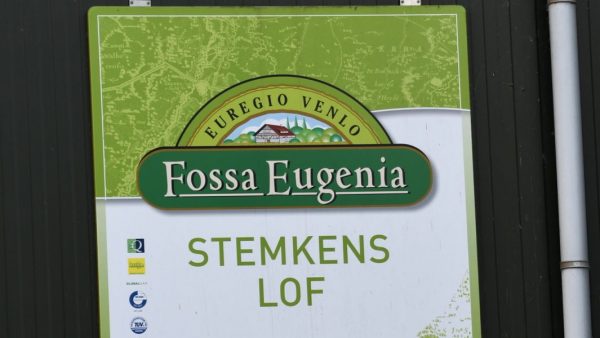 EUREGIO VENLO
Fossa Eugenia
STEMKENS
LOF